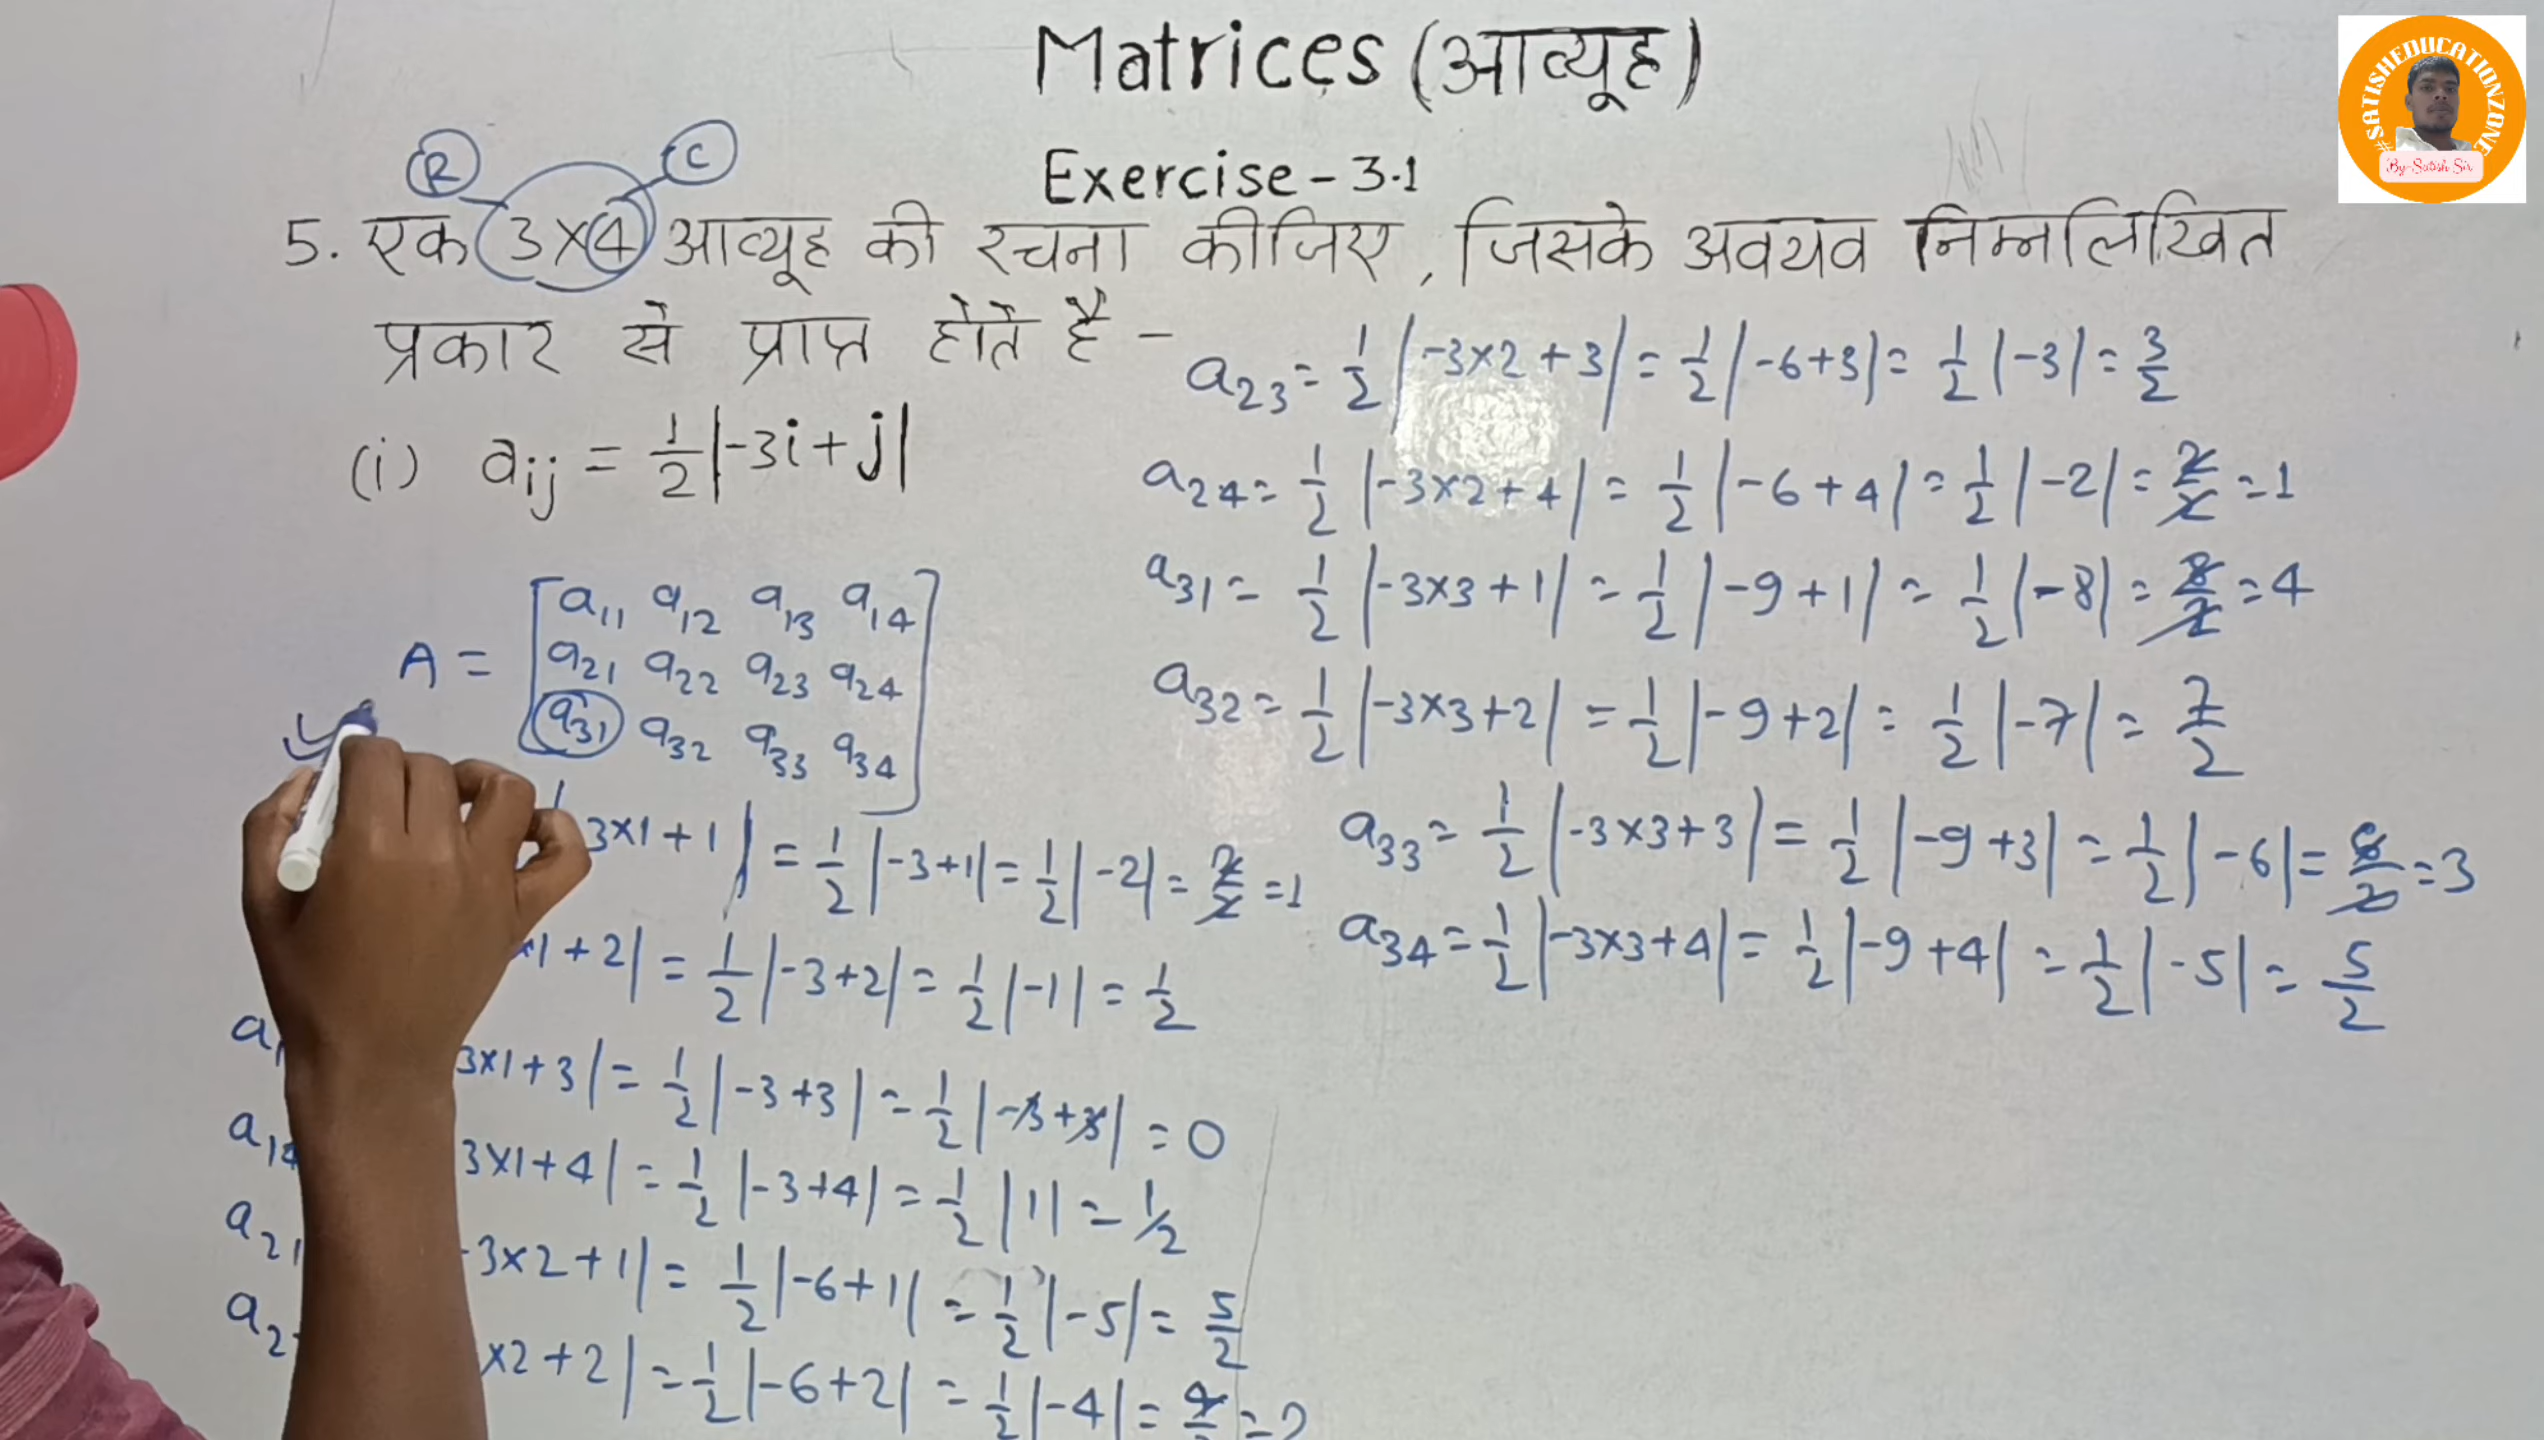 Matrices (आव्यूह)
Exercise - 3.1
R C
5. एक 3×4 आव्यूह की रचना कीजिए, जिसके अवयव निम्नलिखित
प्रकार से प्राप्त होते है -
(i) aij = 1/2|-3i + j|
A = [a11 a12 a13 a14
a21 a22 a23 a24
a31 a32 a33 a34]
3×1+1| = 1/2|-3+1| = 1/2|-2| = 2/2 = 1
×1+2| = 1/2|-3+2| = 1/2|-1| = 1/2
a1 3×1+3| = 1/2|-3+3| = 1/2|-3+3| = 0
a14 3×1+4| = 1/2|-3+4| = 1/2|1| = 1/2
a21 -3×2+1| = 1/2|-6+1| = 1/2|-5| = 5/2
a2 ×2+2| = 1/2|-6+2| = 1/2|-4| = 4/2 = 2
a23 = 1/2|-3×2+3| = 1/2|-6+3| = 1/2|-3| = 3/2
a24 = 1/2|-3×2+4| = 1/2|-6+4| = 1/2|-2| = 2/2 = 1
a31 = 1/2|-3×3+1| = 1/2|-9+1| = 1/2|-8| = 8/2 = 4
a32 = 1/2|-3×3+2| = 1/2|-9+2| = 1/2|-7| = 7/2
a33 = 1/2|-3×3+3| = 1/2|-9+3| = 1/2|-6| = 6/2 = 3
a34 = 1/2|-3×3+4| = 1/2|-9+4| = 1/2|-5| = 5/2
#SATISHEDUCATIONZONE
By-Satish Sir